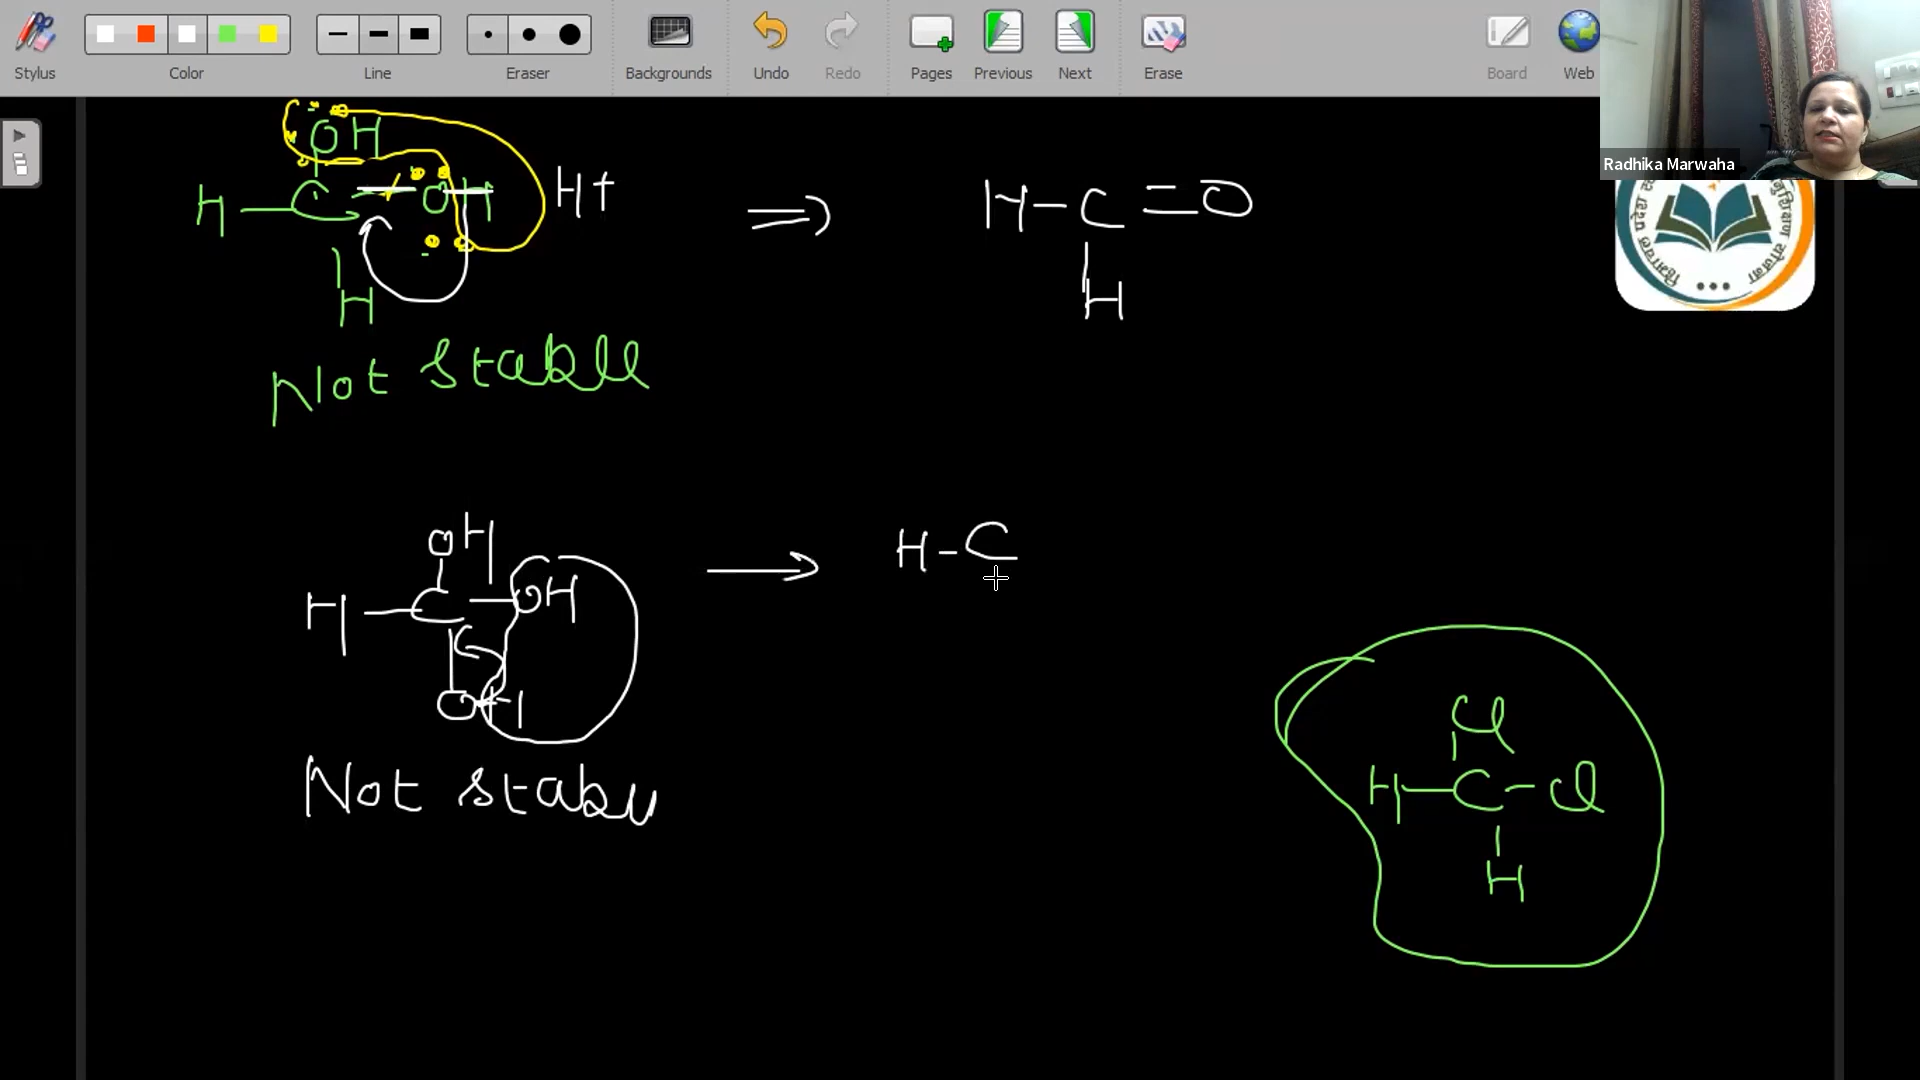 Stylus Color Line Eraser Backgrounds Undo Redo Pages Previous Next Erase Board Web
Radhika Marwaha
OH
H — C — OH H+ ⇒ H – C = O
H H
Not Stable
OH
H — C — OH → H – C
OH
Cl
H — C – Cl
H
Not